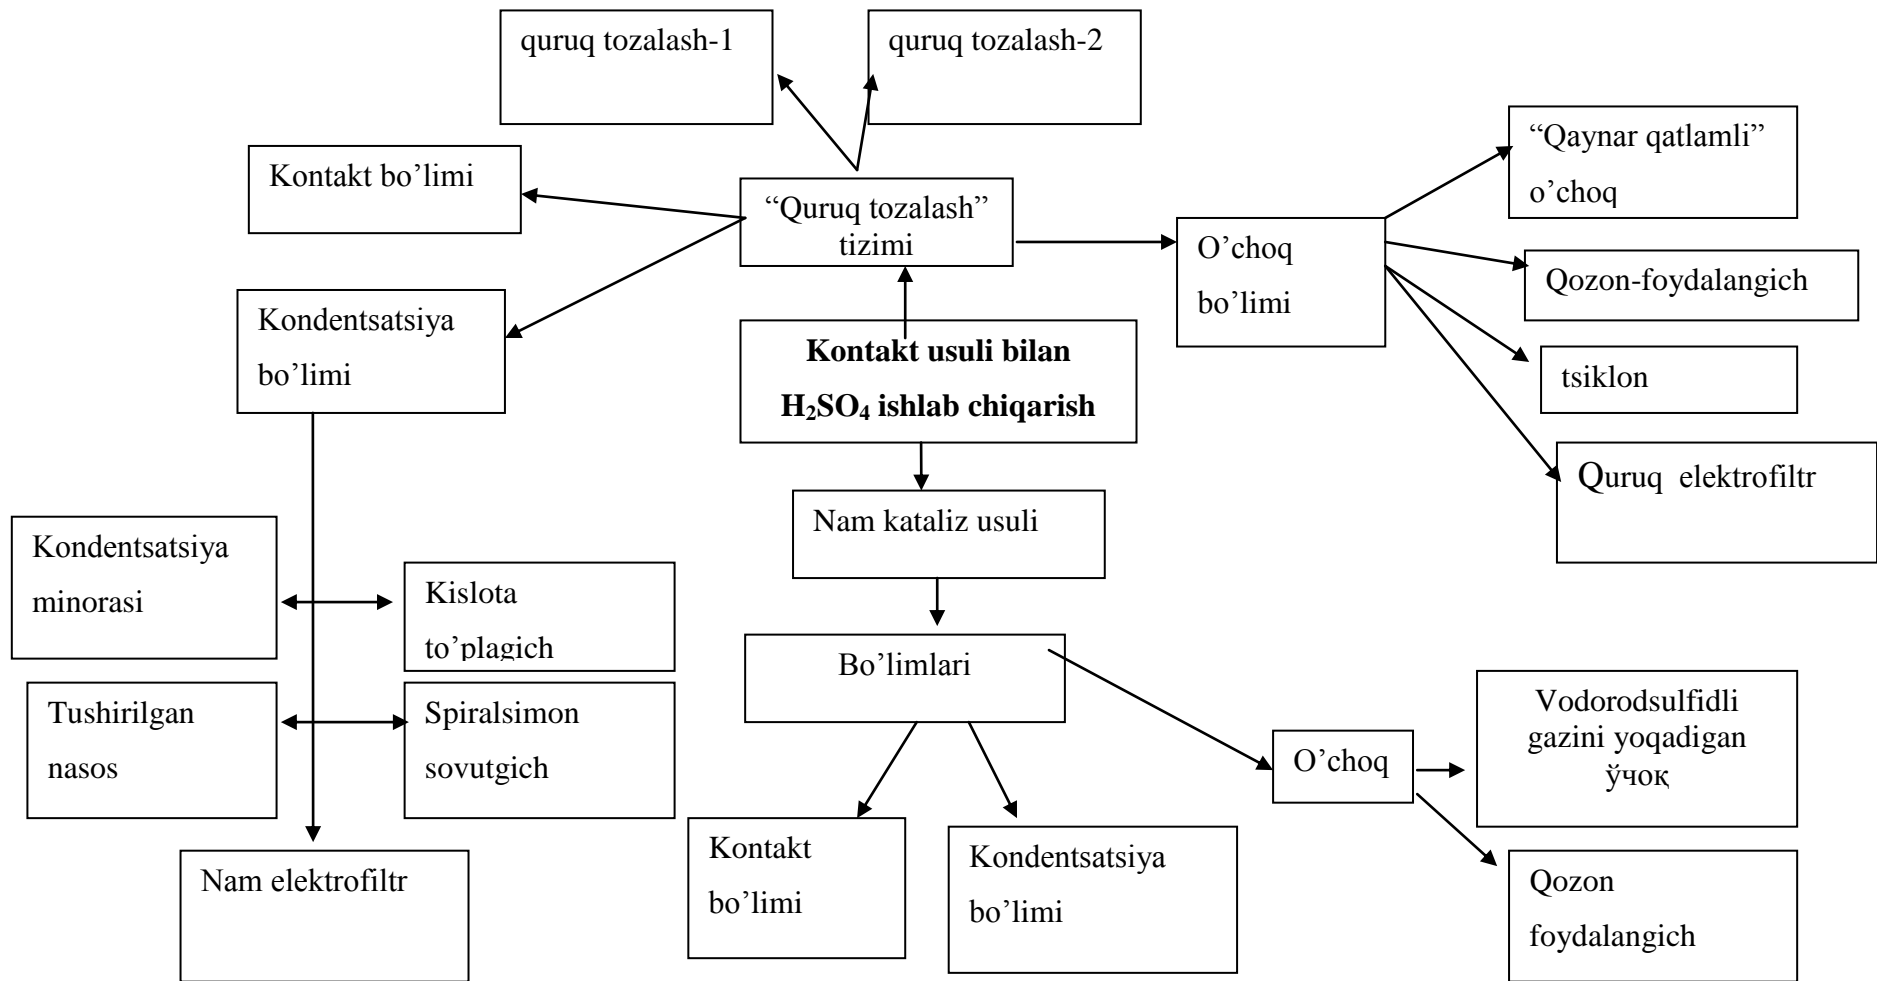 quruq tozalash-1
quruq tozalash-2
“Qaynar qatlamli”
o’choq
Kontakt bo’limi
“Quruq tozalash”
tizimi
O’choq
bo’limi
Qozon-foydalangich
Kondentsatsiya
bo’limi
Kontakt usuli bilan
H₂SO₄ ishlab chiqarish
tsiklon
Quruq elektrofiltr
Nam kataliz usuli
Kondentsatsiya
minorasi
Kislota
to’plagich
Bo’limlari
Tushirilgan
nasos
Spiralsimon
sovutgich
O’choq
Vodorodsulfidli
gazini yoqadigan
ўчоқ
Nam elektrofiltr
Kontakt
bo’limi
Kondentsatsiya
bo’limi
Qozon
foydalangich